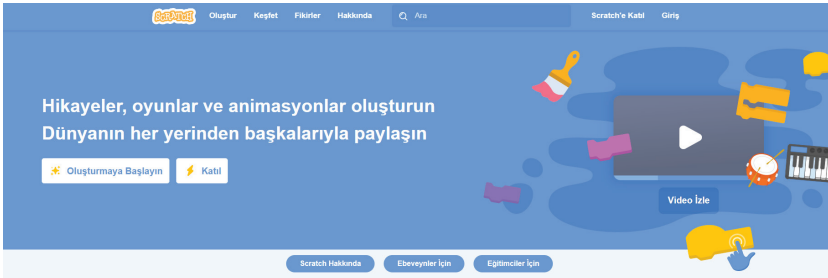 SCRATCH Oluştur Keşfet Fikirler Hakkında Ara Scratch'e Katıl Giriş
Hikayeler, oyunlar ve animasyonlar oluşturun
Dünyanın her yerinden başkalarıyla paylaşın
Oluşturmaya Başlayın Katıl
Video İzle
Scratch Hakkında Ebeveynler İçin Eğitimciler İçin